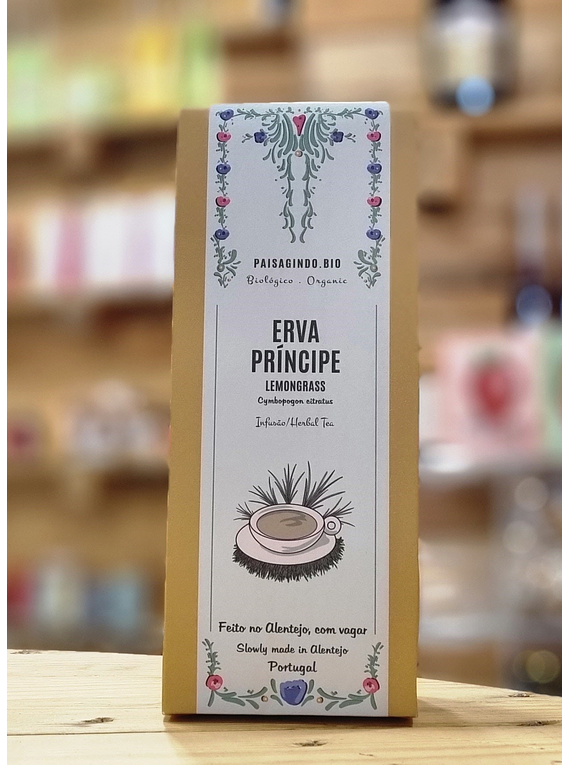 PAISAGINDO.BIO
Biológico . Organic
ERVA
PRÍNCIPE
LEMONGRASS
Cymbopogon citratus
Infusão/Herbal Tea
Feito no Alentejo, com vagar
Slowly made in Alentejo
Portugal